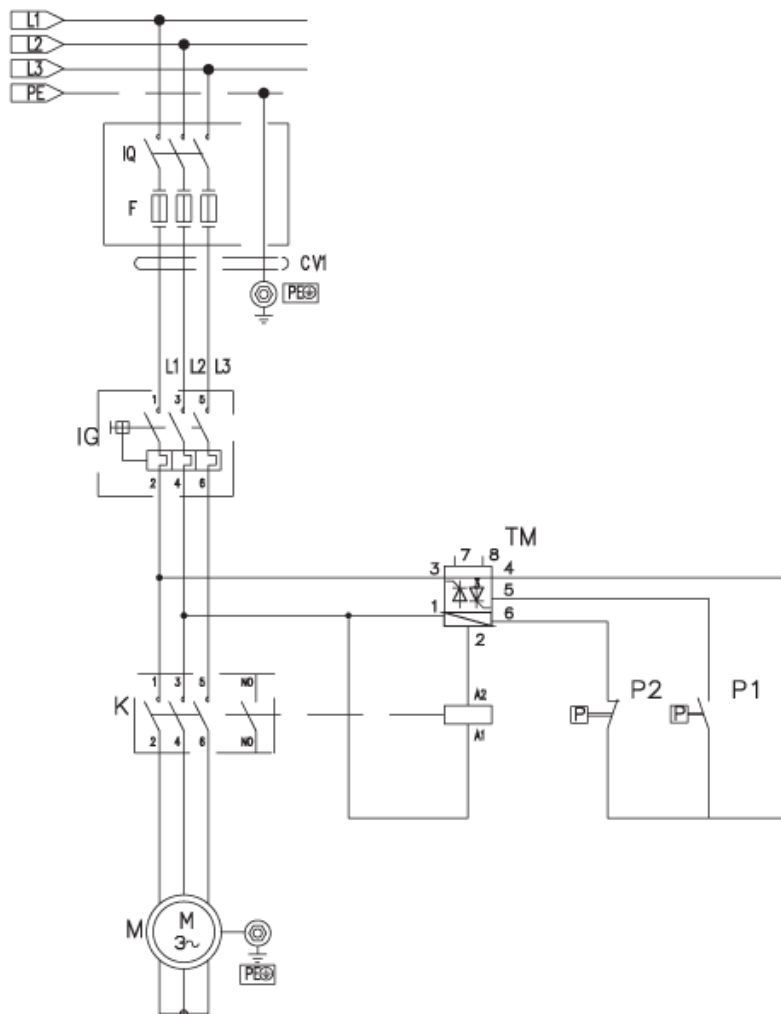 L1
L2
L3
PE
IQ
F
CV1
PE
L1 L2 L3
1 3 5
IG
2 4 6
TM
7 8
3 4
5
1 6
2
1 3 5 NO
P2 P1
K
A2
P P
2 4 6 NO
A1
M
M
3~
PE